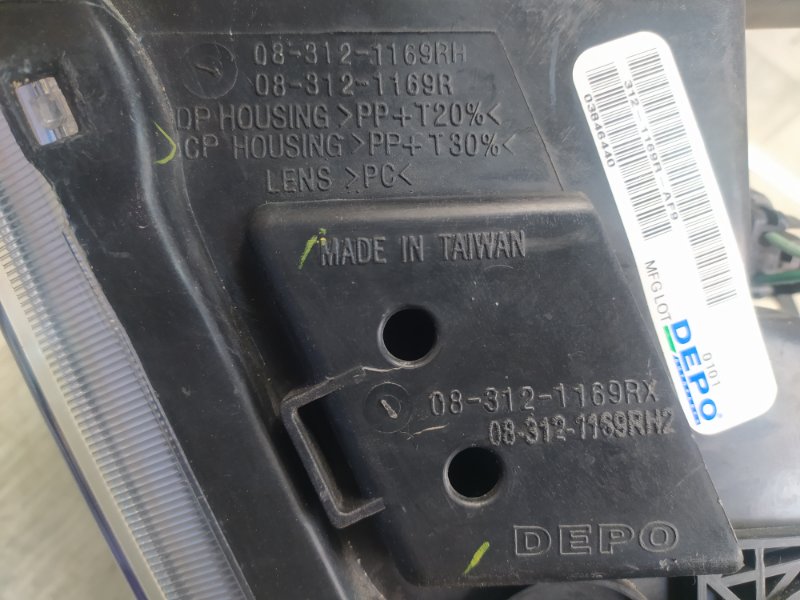 08-312-1169RH
08-312-1169R
DP HOUSING >PP+T20%<
CP HOUSING >PP+T30%<
LENS >PC<
MADE IN TAIWAN
08-312-1169RX
08-312-1169RH2
DEPO
312-1169R-AF9
03846440
MFG LOT 0101
DEPO